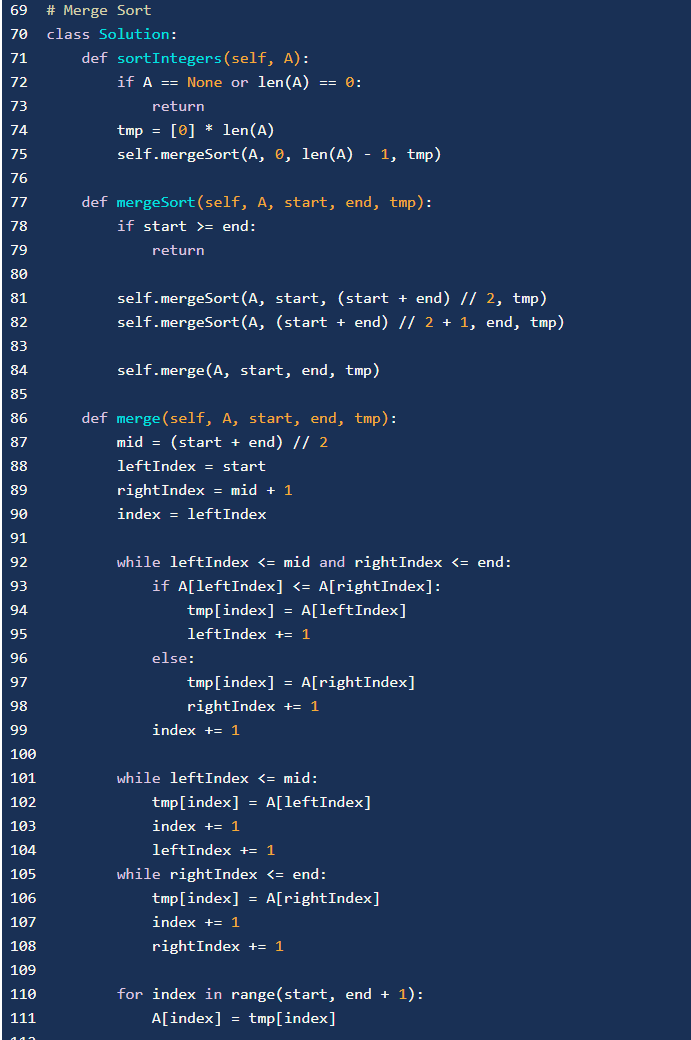 69 # Merge Sort
70 class Solution:
71     def sortIntegers(self, A):
72         if A == None or len(A) == 0:
73             return
74         tmp = [0] * len(A)
75         self.mergeSort(A, 0, len(A) - 1, tmp)
76
77     def mergeSort(self, A, start, end, tmp):
78         if start >= end:
79             return
80
81         self.mergeSort(A, start, (start + end) // 2, tmp)
82         self.mergeSort(A, (start + end) // 2 + 1, end, tmp)
83
84         self.merge(A, start, end, tmp)
85
86     def merge(self, A, start, end, tmp):
87         mid = (start + end) // 2
88         leftIndex = start
89         rightIndex = mid + 1
90         index = leftIndex
91
92         while leftIndex <= mid and rightIndex <= end:
93             if A[leftIndex] <= A[rightIndex]:
94                 tmp[index] = A[leftIndex]
95                 leftIndex += 1
96             else:
97                 tmp[index] = A[rightIndex]
98                 rightIndex += 1
99             index += 1
100
101         while leftIndex <= mid:
102             tmp[index] = A[leftIndex]
103             index += 1
104             leftIndex += 1
105         while rightIndex <= end:
106             tmp[index] = A[rightIndex]
107             index += 1
108             rightIndex += 1
109
110         for index in range(start, end + 1):
111             A[index] = tmp[index]